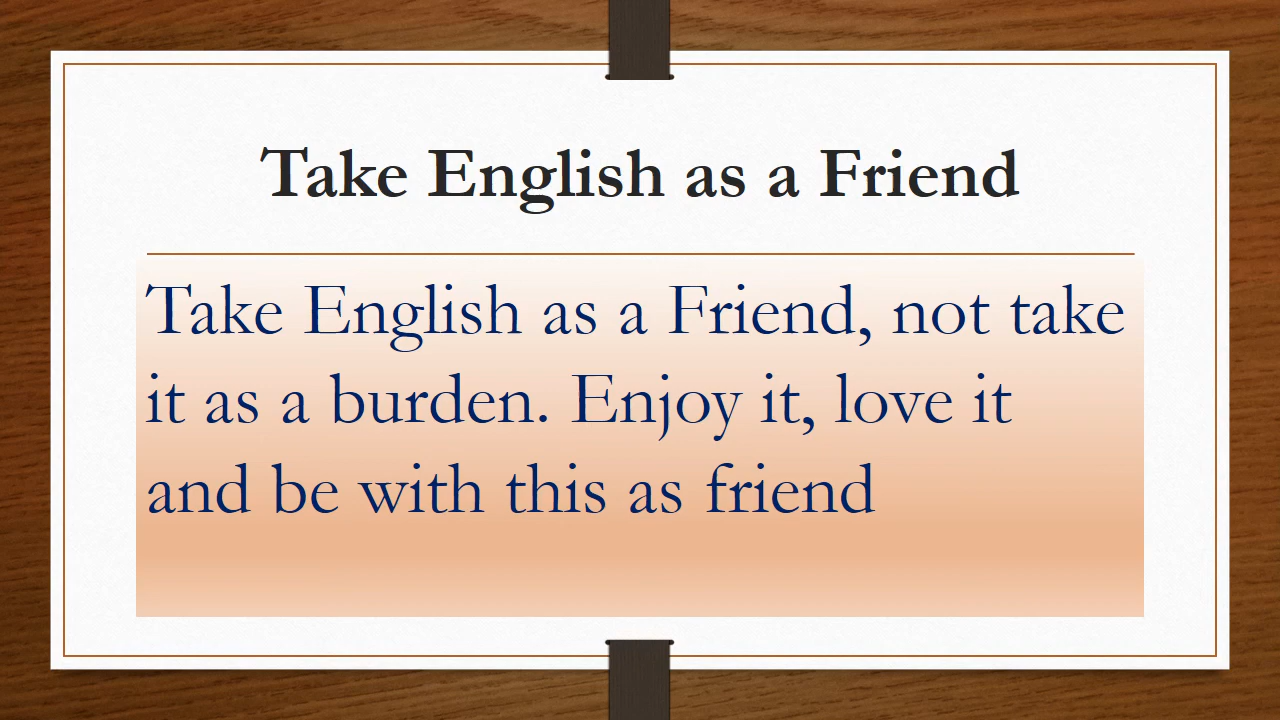 Take English as a Friend
Take English as a Friend, not take
it as a burden. Enjoy it, love it
and be with this as friend